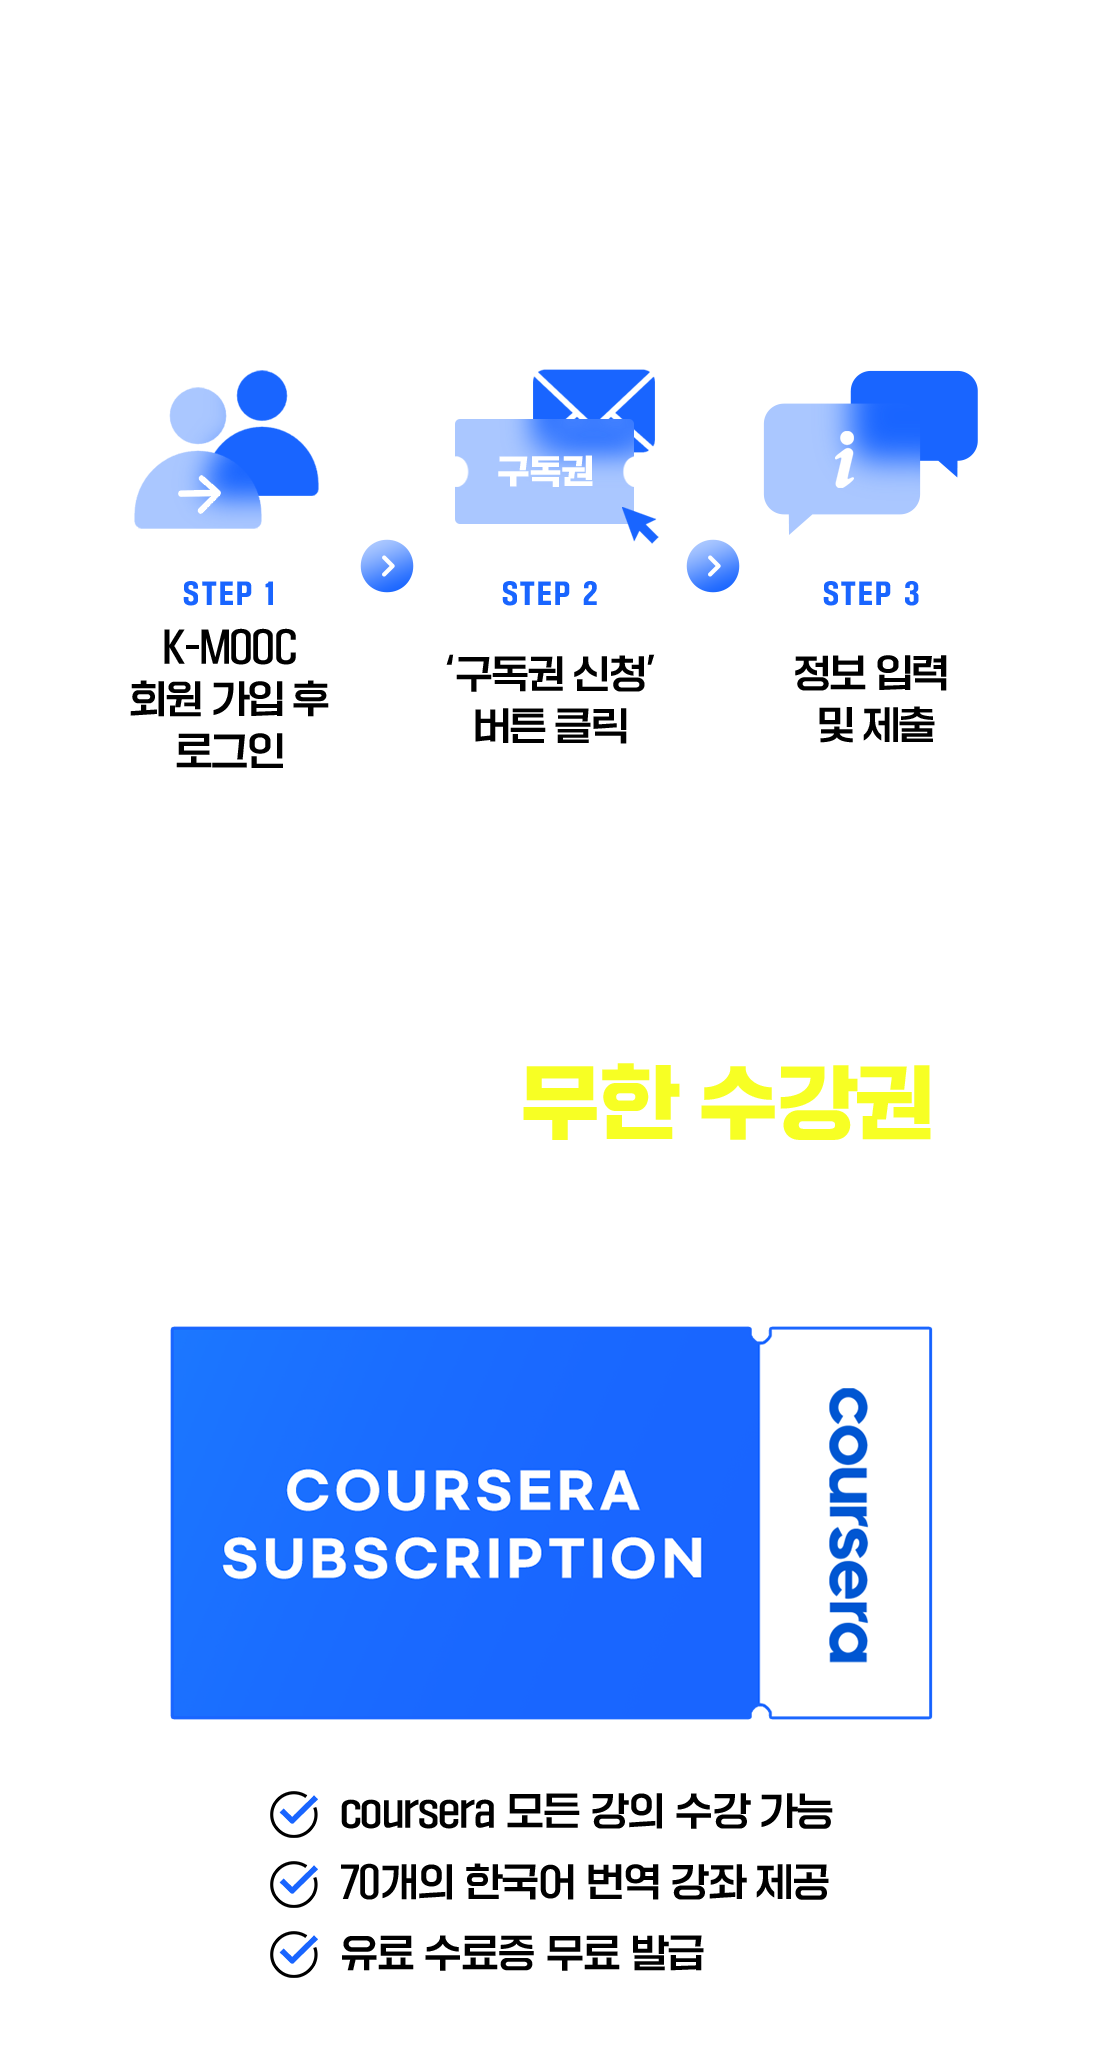 구독권
STEP 1
K-MOOC
회원 가입 후
로그인
STEP 2
‘구독권 신청’
버튼 클릭
STEP 3
정보 입력
및 제출
무한 수강권
COURSERA
SUBSCRIPTION
coursera
coursera 모든 강의 수강 가능
70개의 한국어 번역 강좌 제공
유료 수료증 무료 발급